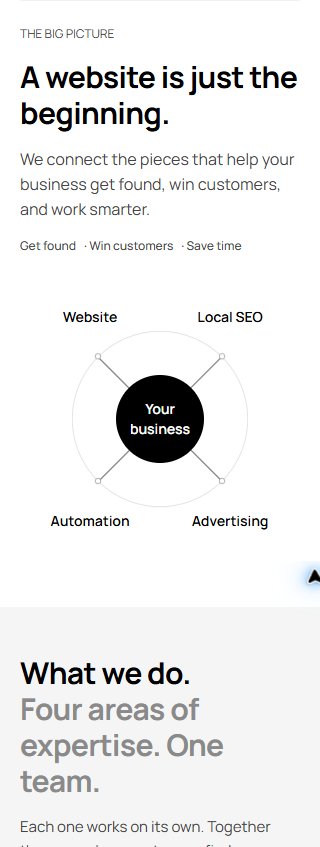 THE BIG PICTURE
A website is just the
beginning.
We connect the pieces that help your
business get found, win customers,
and work smarter.
Get found · Win customers · Save time
Website
Local SEO
Your
business
Automation
Advertising
What we do.
Four areas of
expertise. One
team.
Each one works on its own. Together